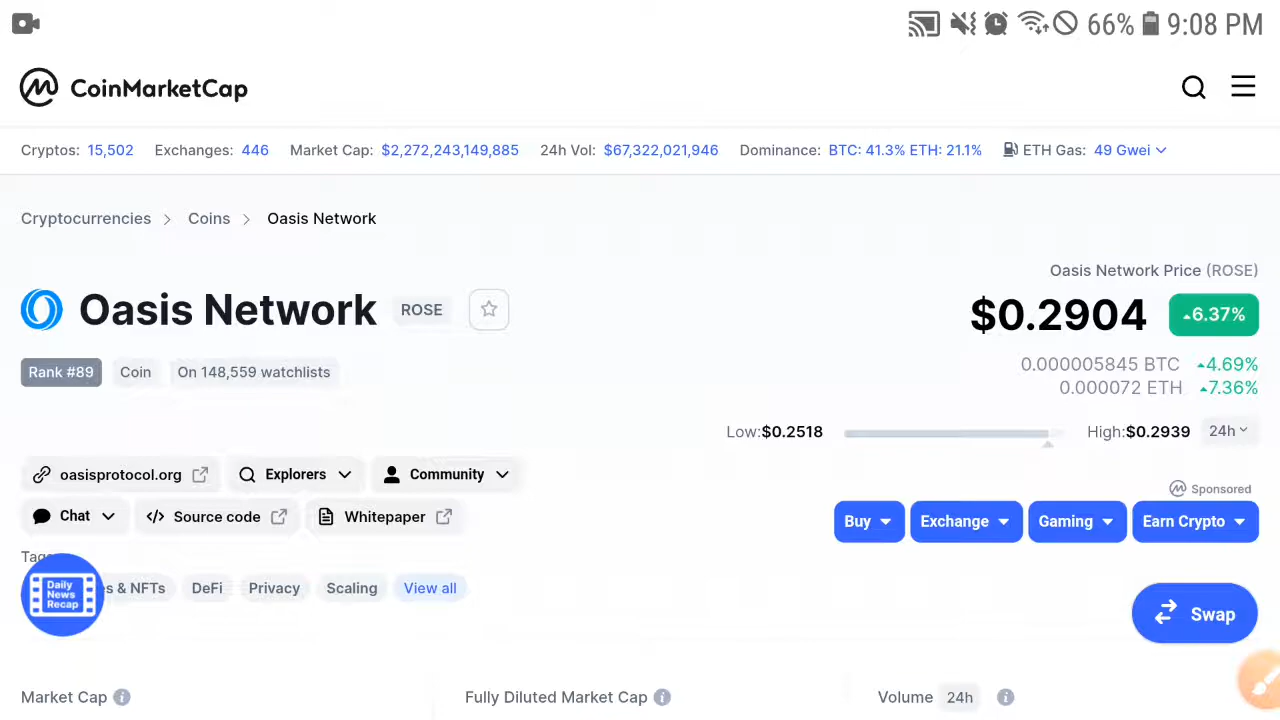 66% 9:08 PM
CoinMarketCap
Cryptos: 15,502 Exchanges: 446 Market Cap: $2,272,243,149,885 24h Vol: $67,322,021,946 Dominance: BTC: 41.3% ETH: 21.1% ETH Gas: 49 Gwei
Cryptocurrencies > Coins > Oasis Network
Oasis Network Price (ROSE)
Oasis Network ROSE
$0.2904 6.37%
0.000005845 BTC 4.69%
Rank #89 Coin On 148,559 watchlists
0.000072 ETH 7.36%
Low:$0.2518 High:$0.2939 24h
oasisprotocol.org Explorers Community
Sponsored
Chat Source code Whitepaper
Buy Exchange Gaming Earn Crypto
Daily
News
Recap
& NFTs DeFi Privacy Scaling View all
Swap
Market Cap Fully Diluted Market Cap Volume 24h